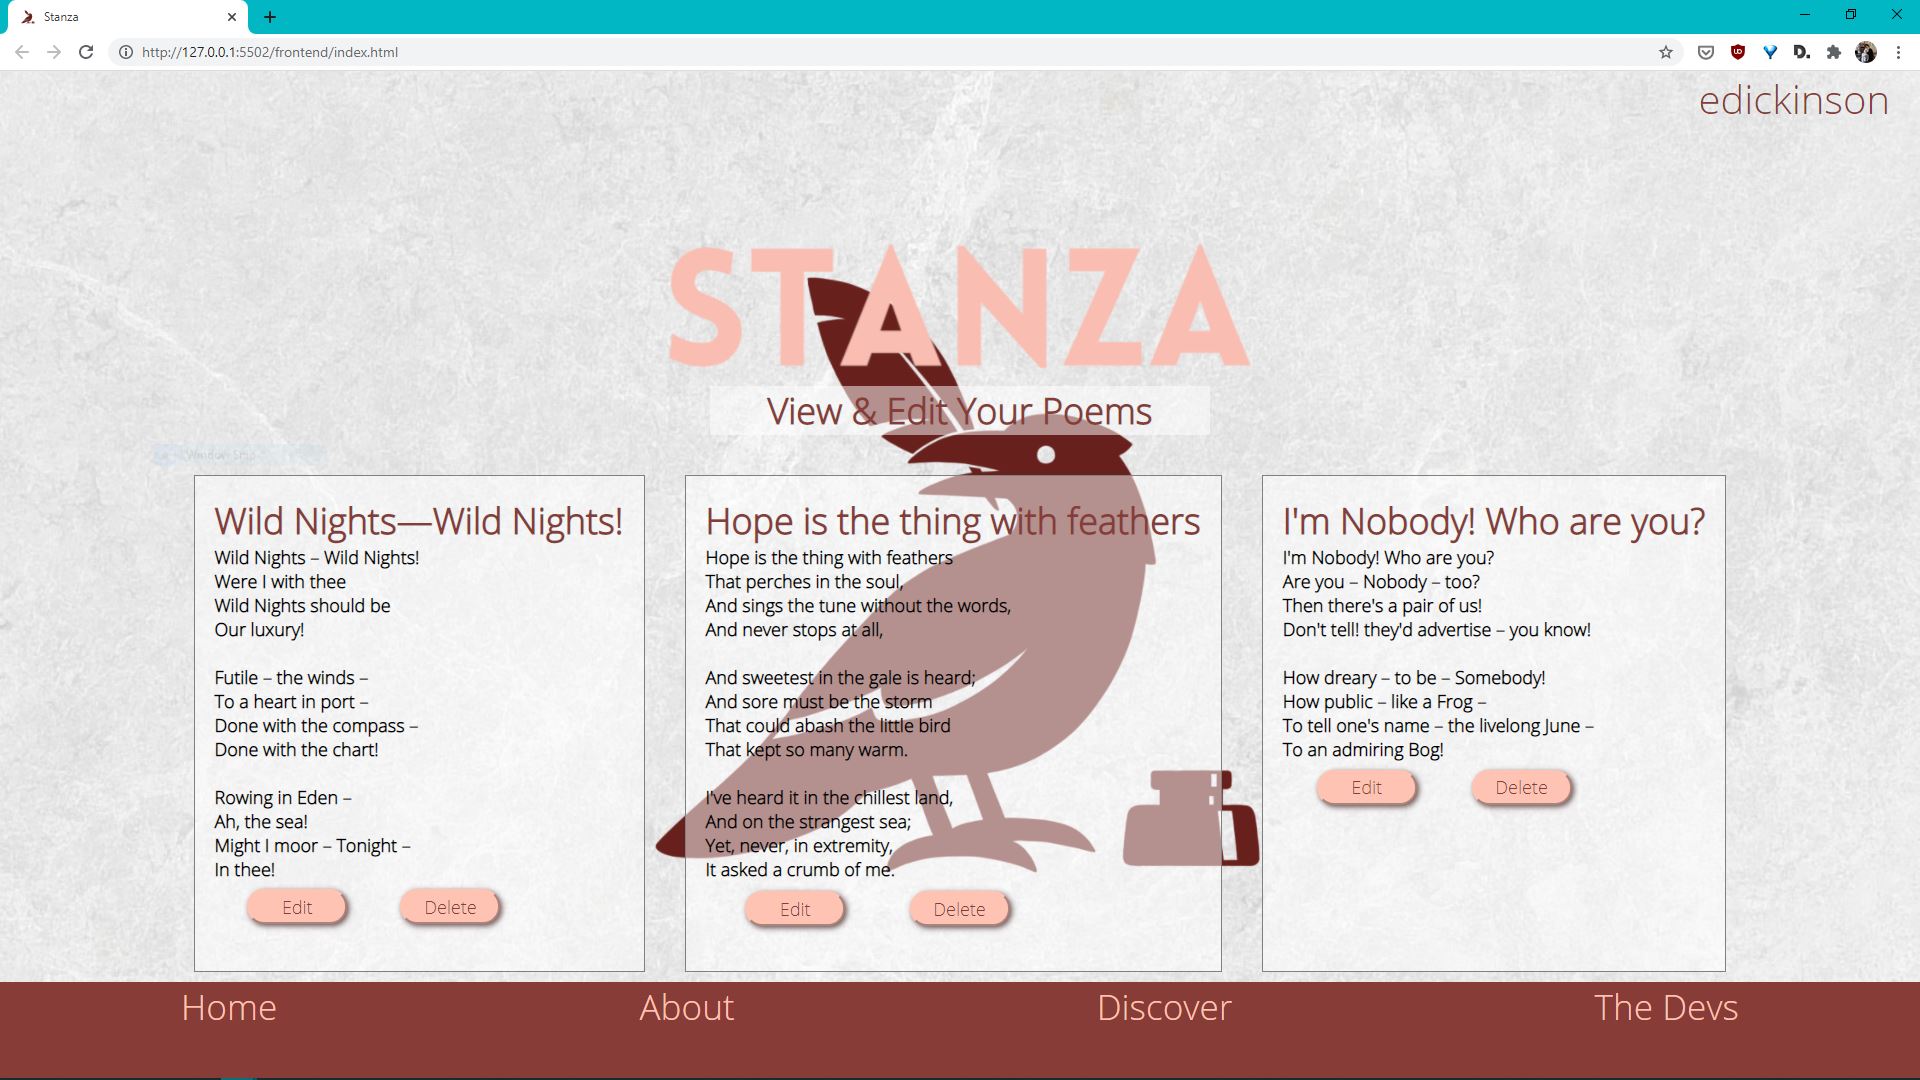 Stanza
http://127.0.0.1:5502/frontend/index.html
edickinson
STANZA
View & Edit Your Poems
Wild Nights—Wild Nights!
Wild Nights – Wild Nights!
Were I with thee
Wild Nights should be
Our luxury!
Futile – the winds –
To a heart in port –
Done with the compass –
Done with the chart!
Rowing in Eden –
Ah, the sea!
Might I moor – Tonight –
In thee!
Edit Delete
Hope is the thing with feathers
Hope is the thing with feathers
That perches in the soul,
And sings the tune without the words,
And never stops at all,
And sweetest in the gale is heard;
And sore must be the storm
That could abash the little bird
That kept so many warm.
I've heard it in the chillest land,
And on the strangest sea;
Yet, never, in extremity,
It asked a crumb of me.
Edit Delete
I'm Nobody! Who are you?
I'm Nobody! Who are you?
Are you – Nobody – too?
Then there's a pair of us!
Don't tell! they'd advertise – you know!
How dreary – to be – Somebody!
How public – like a Frog –
To tell one's name – the livelong June –
To an admiring Bog!
Edit Delete
Home About Discover The Devs